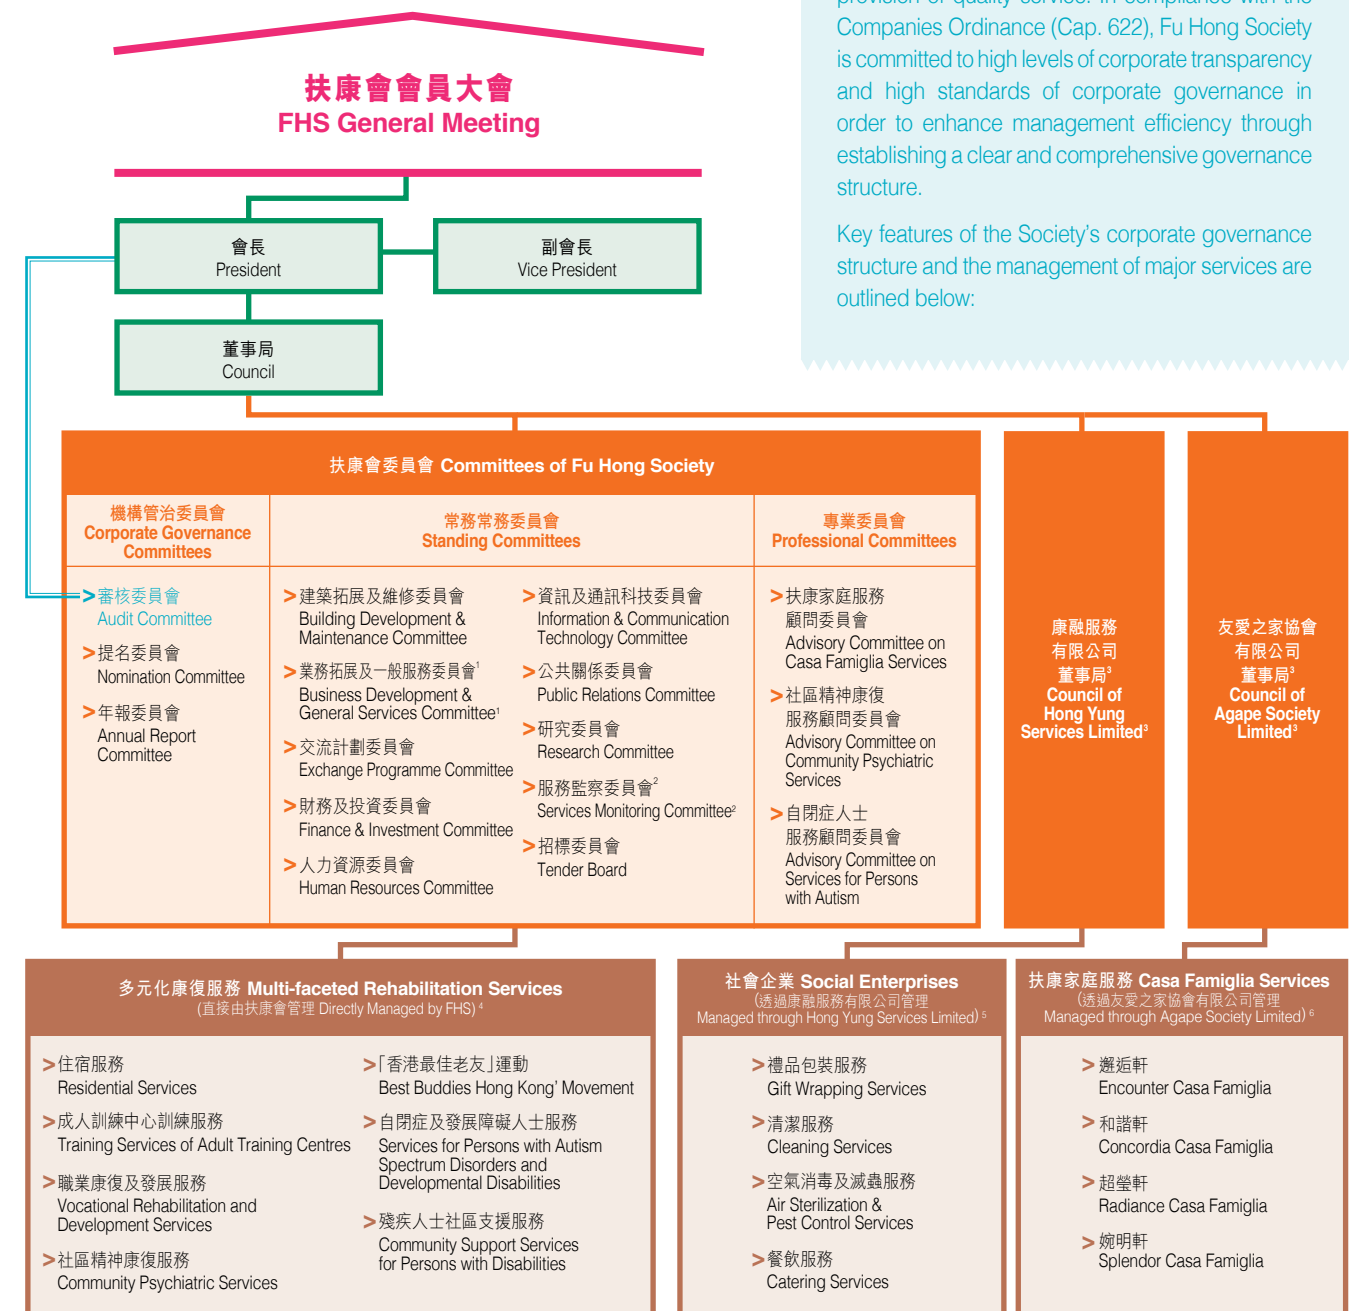 provision of quality service. In compliance with the
Companies Ordinance (Cap. 622), Fu Hong Society
is committed to high levels of corporate transparency
and high standards of corporate governance in
order to enhance management efficiency through
establishing a clear and comprehensive governance
structure.
Key features of the Society's corporate governance
structure and the management of major services are
outlined below:
扶康會會員大會
FHS General Meeting
會長
President
副會長
Vice President
董事局
Council
扶康會委員會 Committees of Fu Hong Society
機構管治委員會
Corporate Governance
Committees
>審核委員會
Audit Committee
>提名委員會
Nomination Committee
>年報委員會
Annual Report
Committee
常務常務委員會
Standing Committees
>建築拓展及維修委員會
Building Development &
Maintenance Committee
>業務拓展及一般服務委員會¹
Business Development &
General Services Committee¹
>交流計劃委員會
Exchange Programme Committee
>財務及投資委員會
Finance & Investment Committee
>人力資源委員會
Human Resources Committee
>資訊及通訊科技委員會
Information & Communication
Technology Committee
>公共關係委員會
Public Relations Committee
>研究委員會
Research Committee
>服務監察委員會²
Services Monitoring Committee²
>招標委員會
Tender Board
專業委員會
Professional Committees
>扶康家庭服務
顧問委員會
Advisory Committee on
Casa Famiglia Services
>社區精神康復
服務顧問委員會
Advisory Committee on
Community Psychiatric
Services
>自閉症人士
服務顧問委員會
Advisory Committee on
Services for Persons
with Autism
康融服務
有限公司
董事局³
Council of
Hong Yung
Services Limited³
友愛之家協會
有限公司
董事局³
Council of
Agape Society
Limited³
多元化康復服務 Multi-faceted Rehabilitation Services
(直接由扶康會管理 Directly Managed by FHS) ⁴
>住宿服務
Residential Services
>成人訓練中心訓練服務
Training Services of Adult Training Centres
>職業康復及發展服務
Vocational Rehabilitation and
Development Services
>社區精神康復服務
Community Psychiatric Services
>「香港最佳老友」運動
Best Buddies Hong Kong' Movement
>自閉症及發展障礙人士服務
Services for Persons with Autism
Spectrum Disorders and
Developmental Disabilities
>殘疾人士社區支援服務
Community Support Services
for Persons with Disabilities
社會企業 Social Enterprises
(透過康融服務有限公司管理
Managed through Hong Yung Services Limited) ⁵
>禮品包裝服務
Gift Wrapping Services
>清潔服務
Cleaning Services
>空氣消毒及滅蟲服務
Air Sterilization &
Pest Control Services
>餐飲服務
Catering Services
扶康家庭服務 Casa Famiglia Services
(透過友愛之家協會有限公司管理
Managed through Agape Society Limited) ⁶
>邂逅軒
Encounter Casa Famiglia
>和諧軒
Concordia Casa Famiglia
>超瑩軒
Radiance Casa Famiglia
>婉明軒
Splendor Casa Famiglia